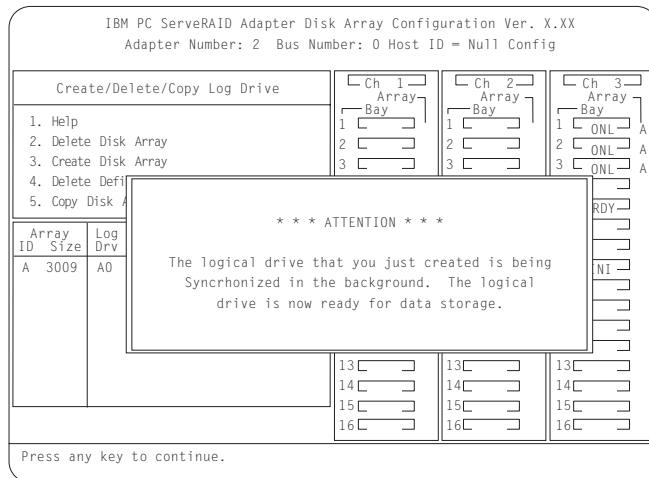 IBM PC ServeRAID Adapter Disk Array Configuration Ver. X.XX
Adapter Number: 2 Bus Number: 0 Host ID = Null Config
Create/Delete/Copy Log Drive
1. Help
2. Delete Disk Array
3. Create Disk Array
4. Delete Defi
5. Copy Disk A
Array Log
ID Size Drv
A 3009 A0
Ch 1 Ch 2 Ch 3
Array Array Array
Bay Bay Bay
1 1 1 ONL A
2 2 2 ONL A
3 3 3 ONL A
RDY
INI
* * * ATTENTION * * *
The logical drive that you just created is being
Syncrhonized in the background. The logical
drive is now ready for data storage.
13 13 13
14 14 14
15 15 15
16 16 16
Press any key to continue.